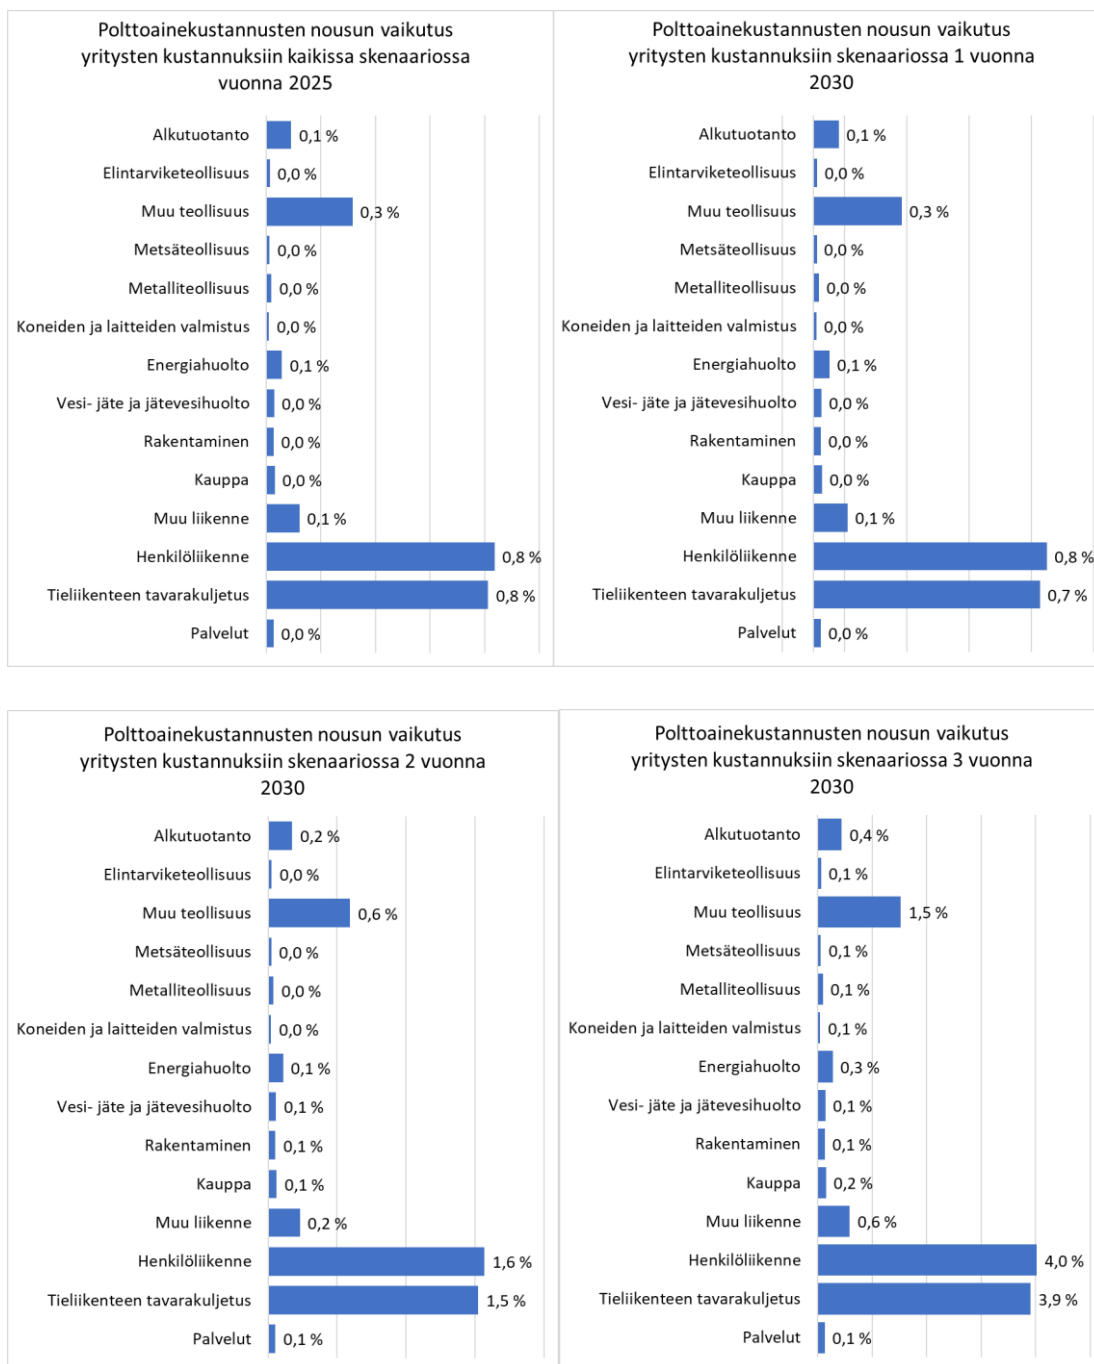 Polttoainekustannusten nousun vaikutus
yritysten kustannuksiin kaikissa skenaariossa
vuonna 2025
Alkutuotanto 0,1 %
Elintarviketeollisuus 0,0 %
Muu teollisuus 0,3 %
Metsäteollisuus 0,0 %
Metalliteollisuus 0,0 %
Koneiden ja laitteiden valmistus 0,0 %
Energiahuolto 0,1 %
Vesi- jäte ja jätevesihuolto 0,0 %
Rakentaminen 0,0 %
Kauppa 0,0 %
Muu liikenne 0,1 %
Henkilöliikenne 0,8 %
Tieliikenteen tavarakuljetus 0,8 %
Palvelut 0,0 %
Polttoainekustannusten nousun vaikutus
yritysten kustannuksiin skenaariossa 1 vuonna
2030
Alkutuotanto 0,1 %
Elintarviketeollisuus 0,0 %
Muu teollisuus 0,3 %
Metsäteollisuus 0,0 %
Metalliteollisuus 0,0 %
Koneiden ja laitteiden valmistus 0,0 %
Energiahuolto 0,1 %
Vesi- jäte ja jätevesihuolto 0,0 %
Rakentaminen 0,0 %
Kauppa 0,0 %
Muu liikenne 0,1 %
Henkilöliikenne 0,8 %
Tieliikenteen tavarakuljetus 0,7 %
Palvelut 0,0 %
Polttoainekustannusten nousun vaikutus
yritysten kustannuksiin skenaariossa 2 vuonna
2030
Alkutuotanto 0,2 %
Elintarviketeollisuus 0,0 %
Muu teollisuus 0,6 %
Metsäteollisuus 0,0 %
Metalliteollisuus 0,0 %
Koneiden ja laitteiden valmistus 0,0 %
Energiahuolto 0,1 %
Vesi- jäte ja jätevesihuolto 0,1 %
Rakentaminen 0,1 %
Kauppa 0,1 %
Muu liikenne 0,2 %
Henkilöliikenne 1,6 %
Tieliikenteen tavarakuljetus 1,5 %
Palvelut 0,1 %
Polttoainekustannusten nousun vaikutus
yritysten kustannuksiin skenaariossa 3 vuonna
2030
Alkutuotanto 0,4 %
Elintarviketeollisuus 0,1 %
Muu teollisuus 1,5 %
Metsäteollisuus 0,1 %
Metalliteollisuus 0,1 %
Koneiden ja laitteiden valmistus 0,1 %
Energiahuolto 0,3 %
Vesi- jäte ja jätevesihuolto 0,1 %
Rakentaminen 0,1 %
Kauppa 0,2 %
Muu liikenne 0,6 %
Henkilöliikenne 4,0 %
Tieliikenteen tavarakuljetus 3,9 %
Palvelut 0,1 %